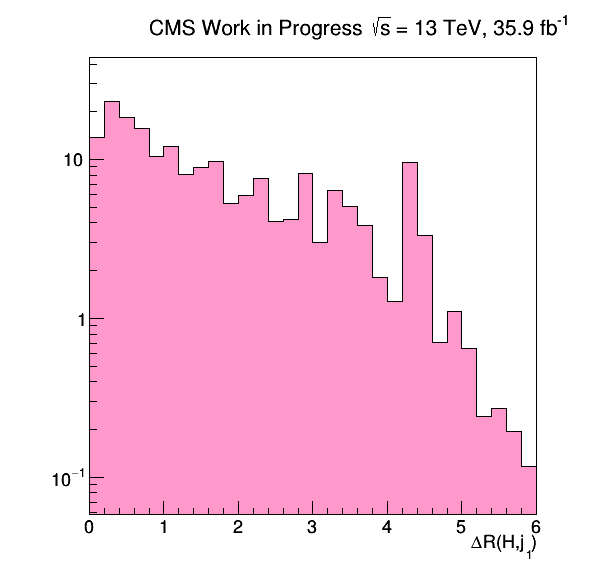 CMS Work in Progress √s = 13 TeV, 35.9 fb⁻¹
10
1
10⁻¹
0 1 2 3 4 5 6
ΔR(H,j₁)